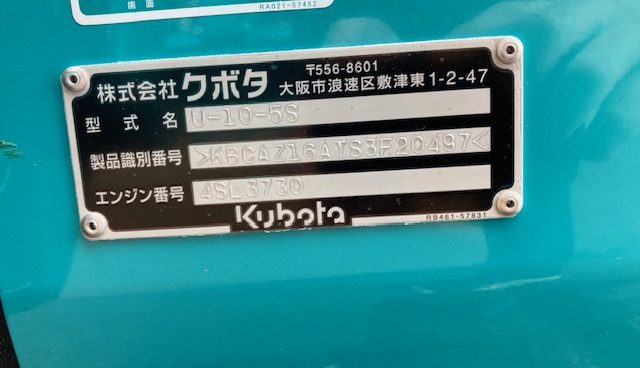 歯面
RA021-57452
〒556-8601
株式会社 クボタ 大阪市浪速区敷津東1-2-47
型式名 U-10-5S
製品識別番号 >KBCAZ16ATS3F20497<
エンジン番号 4SL3730
Kubota
RB461-57831